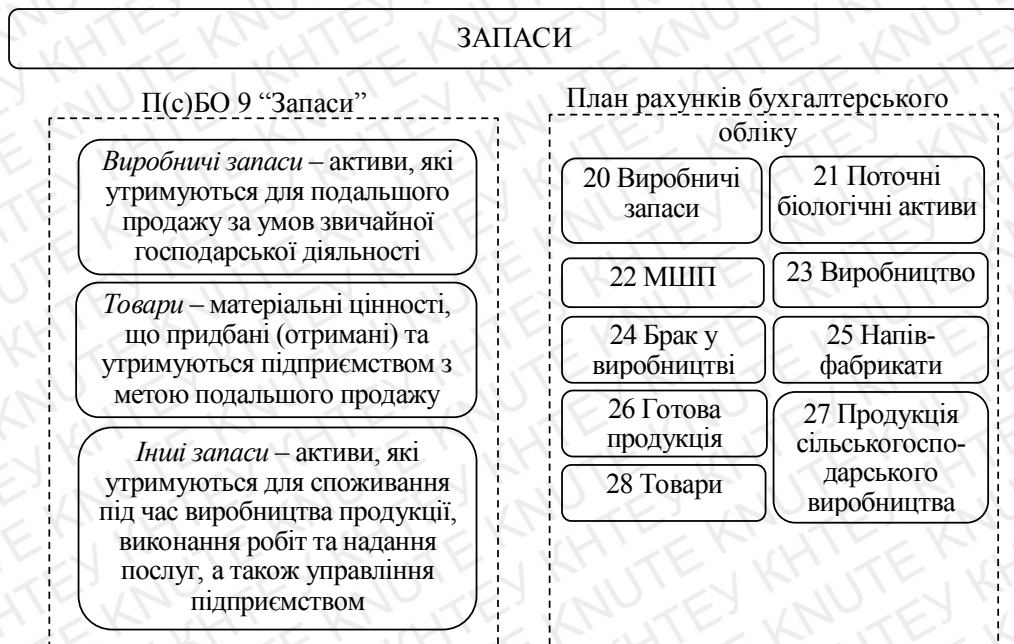 ЗАПАСИ
П(с)БО 9 “Запаси”
Виробничі запаси – активи, які
утримуються для подальшого
продажу за умов звичайної
господарської діяльності
Товари – матеріальні цінності,
що придбані (отримані) та
утримуються підприємством з
метою подальшого продажу
Інші запаси – активи, які
утримуються для споживання
під час виробництва продукції,
виконання робіт та надання
послуг, а також управління
підприємством
План рахунків бухгалтерського
обліку
20 Виробничі
запаси
21 Поточні
біологічні активи
22 МШП
23 Виробництво
24 Брак у
виробництві
25 Напів-
фабрикати
26 Готова
продукція
27 Продукція
сільськогоспо-
дарського
виробництва
28 Товари